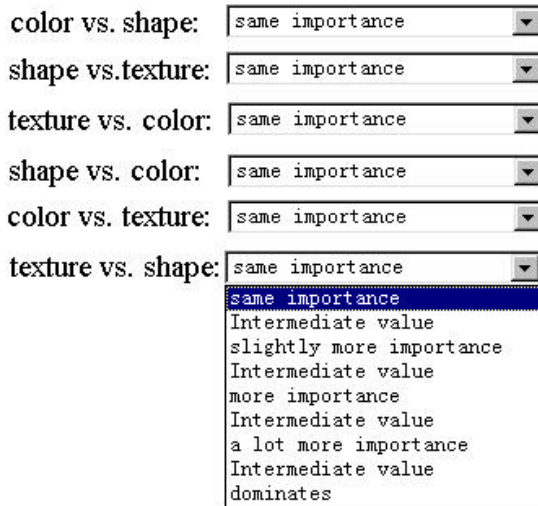 color vs. shape: same importance
shape vs.texture: same importance
texture vs. color: same importance
shape vs. color: same importance
color vs. texture: same importance
texture vs. shape: same importance
same importance
Intermediate value
slightly more importance
Intermediate value
more importance
Intermediate value
a lot more importance
Intermediate value
dominates